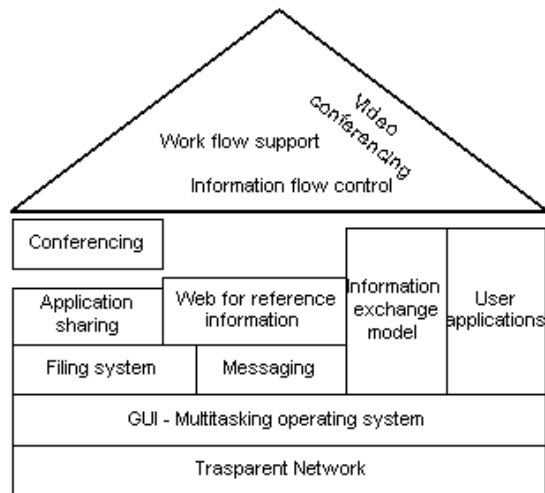 Video
conferencing
Work flow support
Information flow control
Conferencing
Application
sharing
Web for reference
information
Information
exchange
model
User
applications
Filing system
Messaging
GUI - Multitasking operating system
Trasparent Network